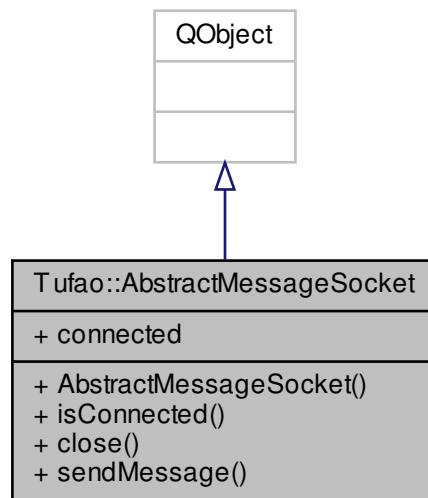 QObject
Tufao::AbstractMessageSocket
+ connected
+ AbstractMessageSocket()
+ isConnected()
+ close()
+ sendMessage()